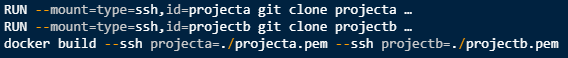 RUN --mount=type=ssh,id=projecta git clone projecta …
RUN --mount=type=ssh,id=projectb git clone projectb …
docker build --ssh projecta=./projecta.pem --ssh projectb=./projectb.pem